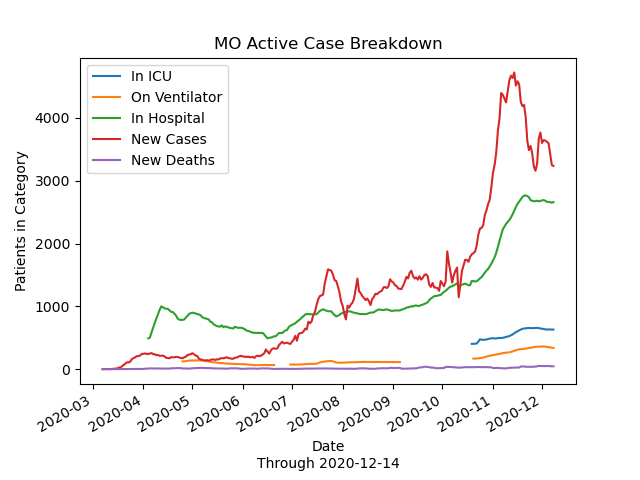 MO Active Case Breakdown
In ICU
On Ventilator
In Hospital
New Cases
New Deaths
Patients in Category
4000
3000
2000
1000
0
2020-03
2020-04
2020-05
2020-06
2020-07
2020-08
2020-09
2020-10
2020-11
2020-12
Date
Through 2020-12-14